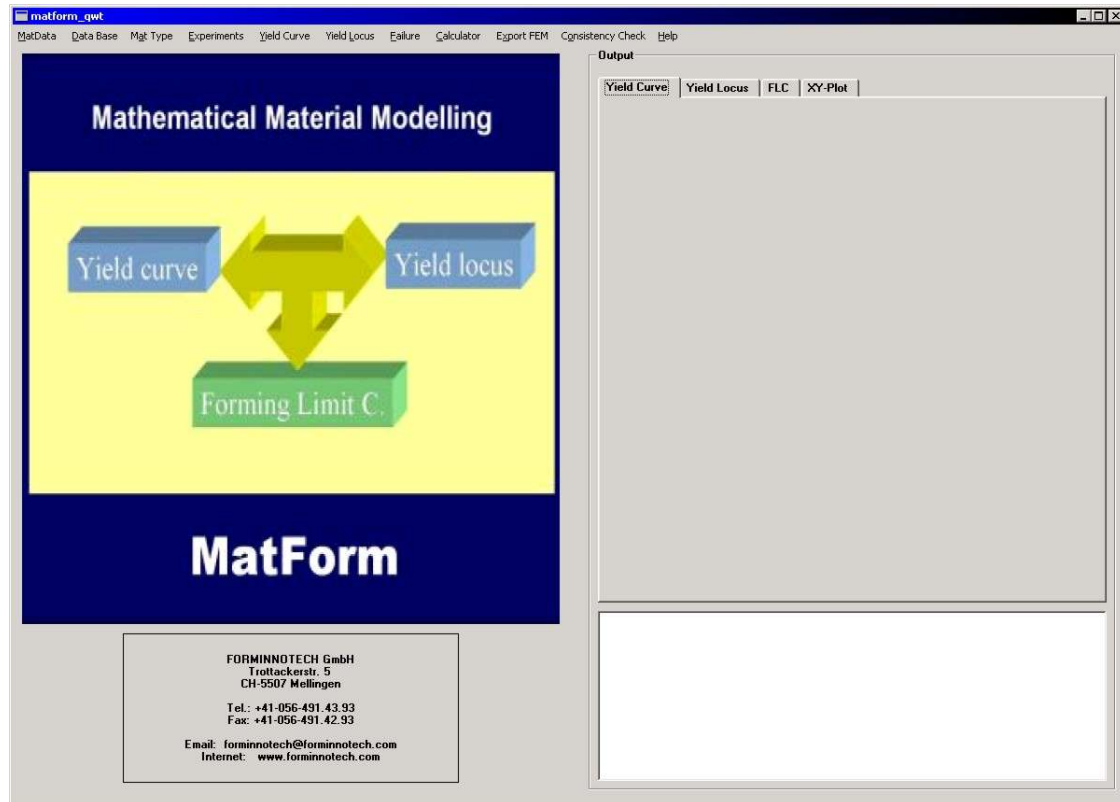 matform_qwt
MatData Data Base Mat Type Experiments Yield Curve Yield Locus Failure Calculator Export FEM Consistency Check Help
Mathematical Material Modelling
Yield curve
Yield locus
Forming Limit C.
MatForm
FORMINNOTECH GmbH
Trottackerstr. 5
CH-5507 Mellingen
Tel.: +41-056-491.43.93
Fax: +41-056-491.42.93
Email: forminnotech@forminnotech.com
Internet: www.forminnotech.com
Output
Yield Curve Yield Locus FLC XY-Plot